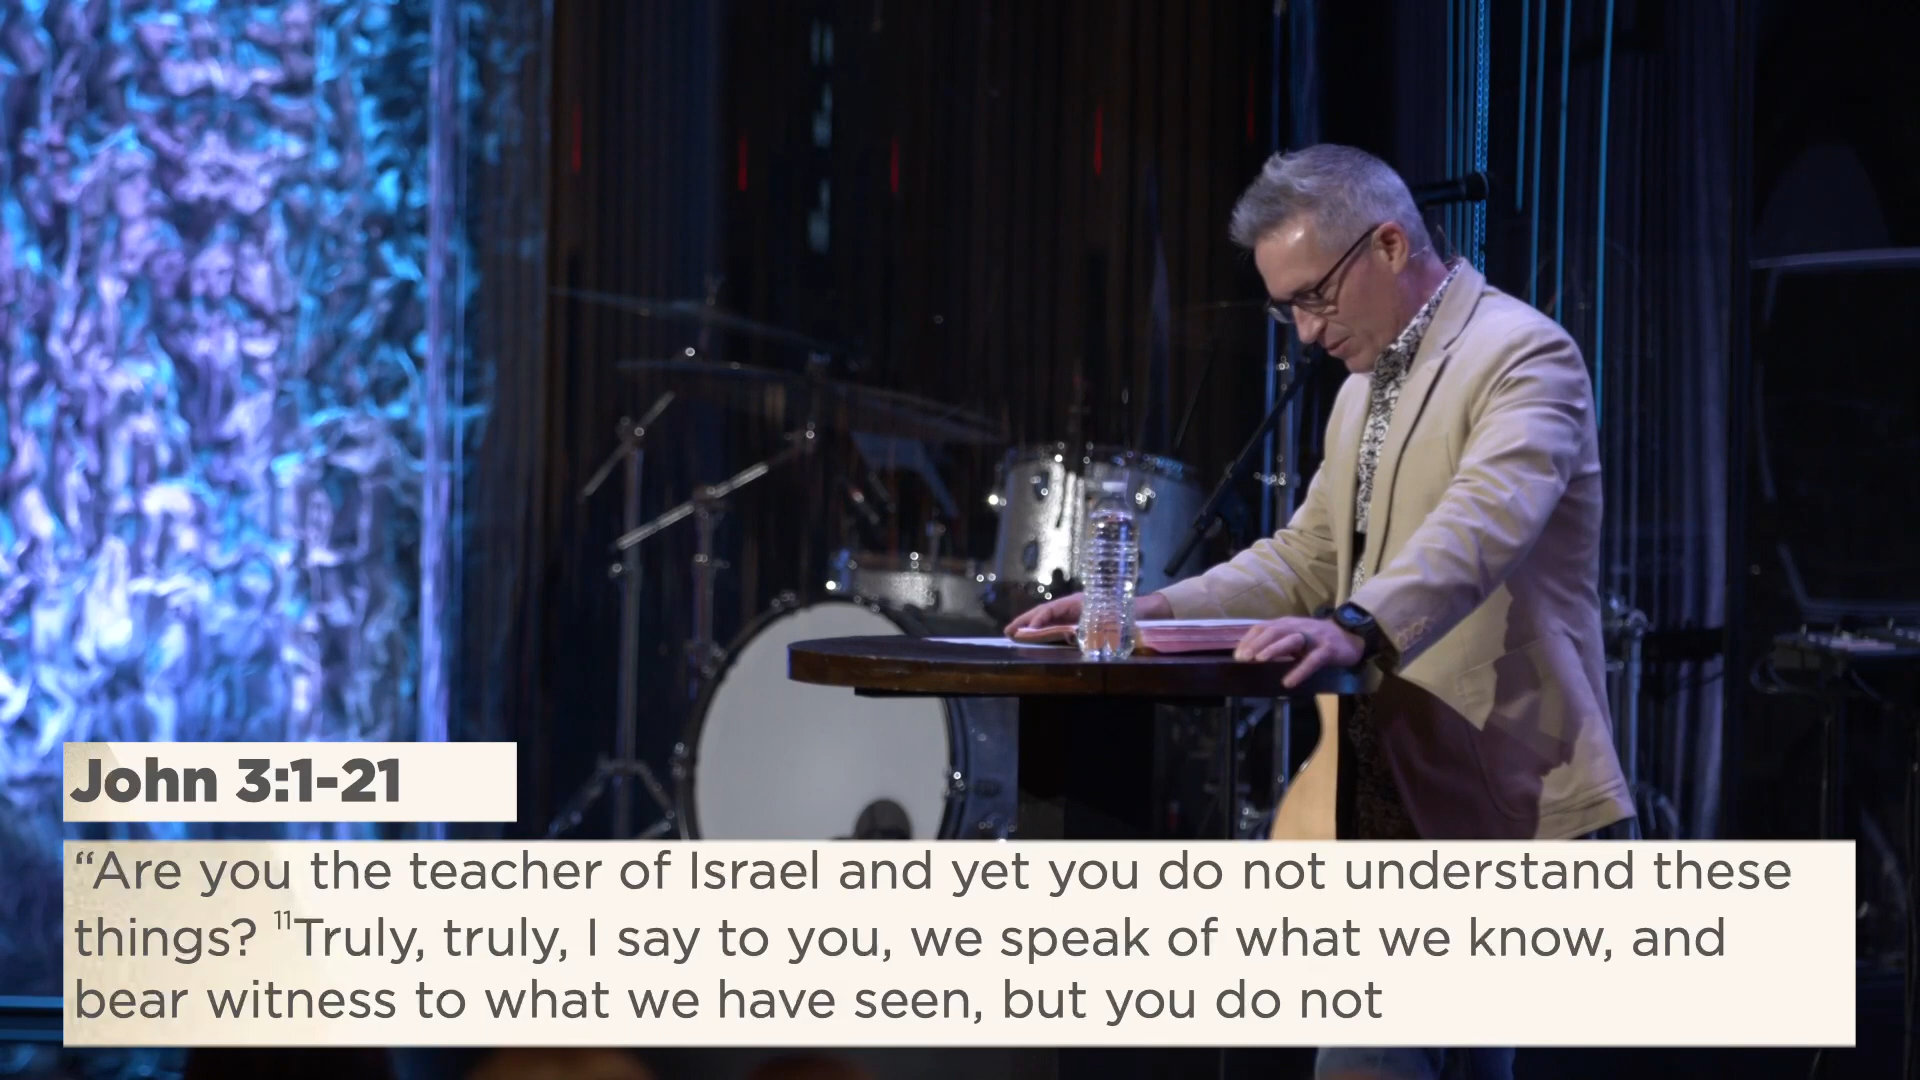 John 3:1-21
“Are you the teacher of Israel and yet you do not understand these
things? ¹¹Truly, truly, I say to you, we speak of what we know, and
bear witness to what we have seen, but you do not